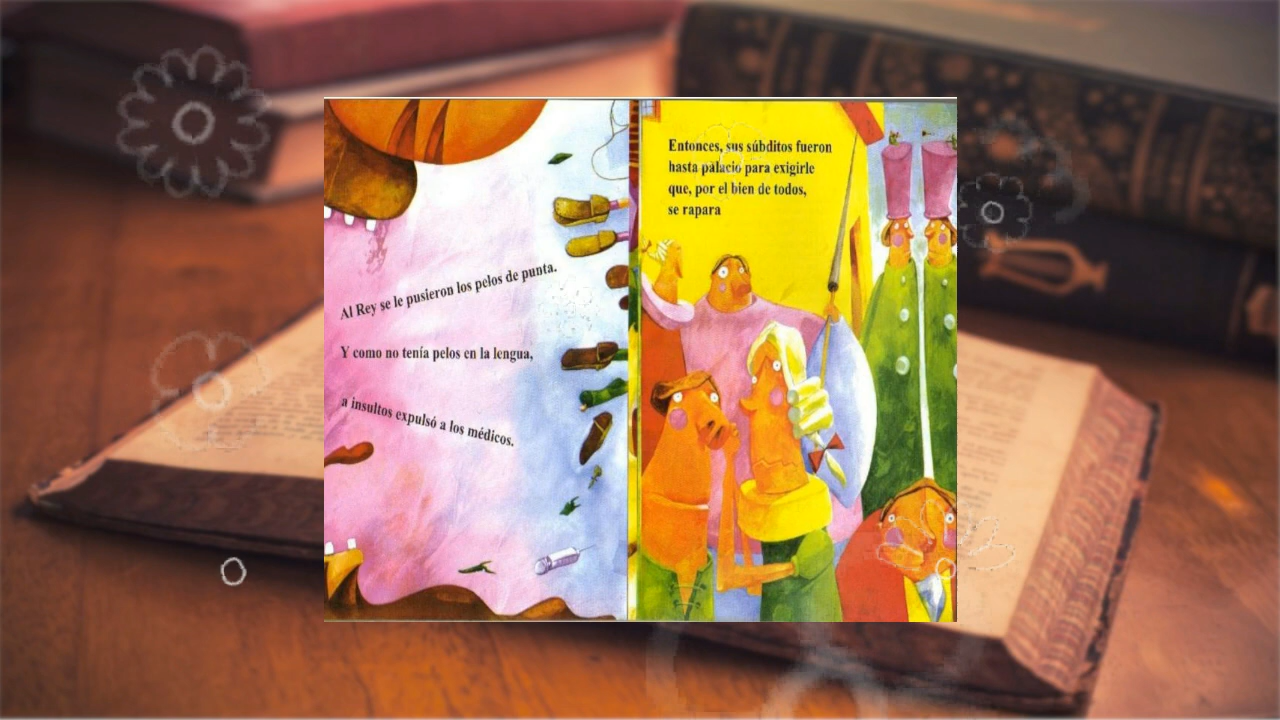 Al Rey se le pusieron los pelos de punta.
Y como no tenía pelos en la lengua,
a insultos expulsó a los médicos.
Entonces, sus súbditos fueron
hasta palacio para exigirle
que, por el bien de todos,
se rapara